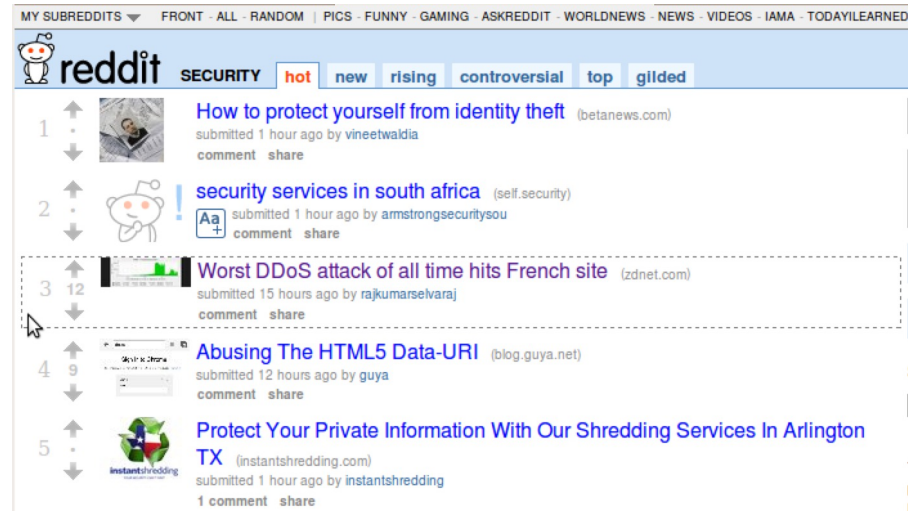 MY SUBREDDITS FRONT - ALL - RANDOM | PICS - FUNNY - GAMING - ASKREDDIT - WORLDNEWS - NEWS - VIDEOS - IAMA - TODAYILEARNED
reddit SECURITY hot new rising controversial top gilded
1 How to protect yourself from identity theft (betanews.com)
submitted 1 hour ago by vineetwaldia
comment share
2 security services in south africa (self.security)
Aa+ submitted 1 hour ago by armstrongsecuritysou
comment share
3 12 Worst DDoS attack of all time hits French site (zdnet.com)
submitted 15 hours ago by rajkumarselvaraj
comment share
4 9 Abusing The HTML5 Data-URI (blog.guya.net)
Sign in to Chrome
submitted 12 hours ago by guya
comment share
5 Protect Your Private Information With Our Shredding Services In Arlington
TX (instantshredding.com)
instantshredding
submitted 1 hour ago by instantshredding
1 comment share